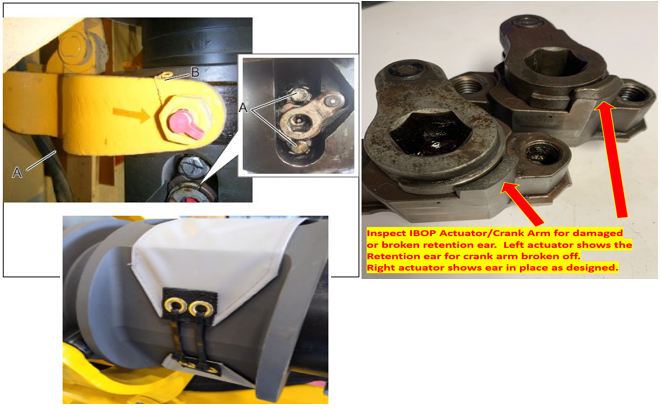 B
A
A
Inspect IBOP Actuator/Crank Arm for damaged
or broken retention ear.  Left actuator shows the
Retention ear for crank arm broken off.
Right actuator shows ear in place as designed.